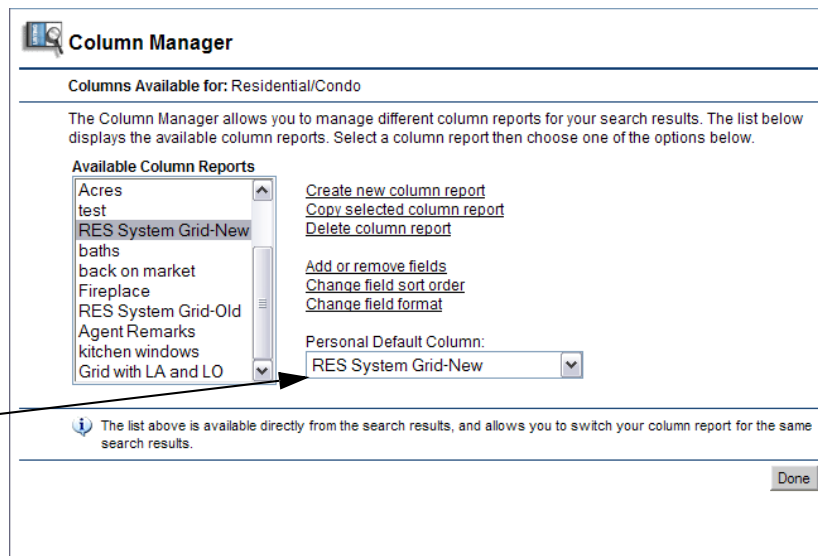 Column Manager
Columns Available for: Residential/Condo
The Column Manager allows you to manage different column reports for your search results. The list below
displays the available column reports. Select a column report then choose one of the options below.
Available Column Reports
Acres
test
RES System Grid-New
baths
back on market
Fireplace
RES System Grid-Old
Agent Remarks
kitchen windows
Grid with LA and LO
Create new column report
Copy selected column report
Delete column report
Add or remove fields
Change field sort order
Change field format
Personal Default Column:
RES System Grid-New
The list above is available directly from the search results, and allows you to switch your column report for the same
search results.
Done